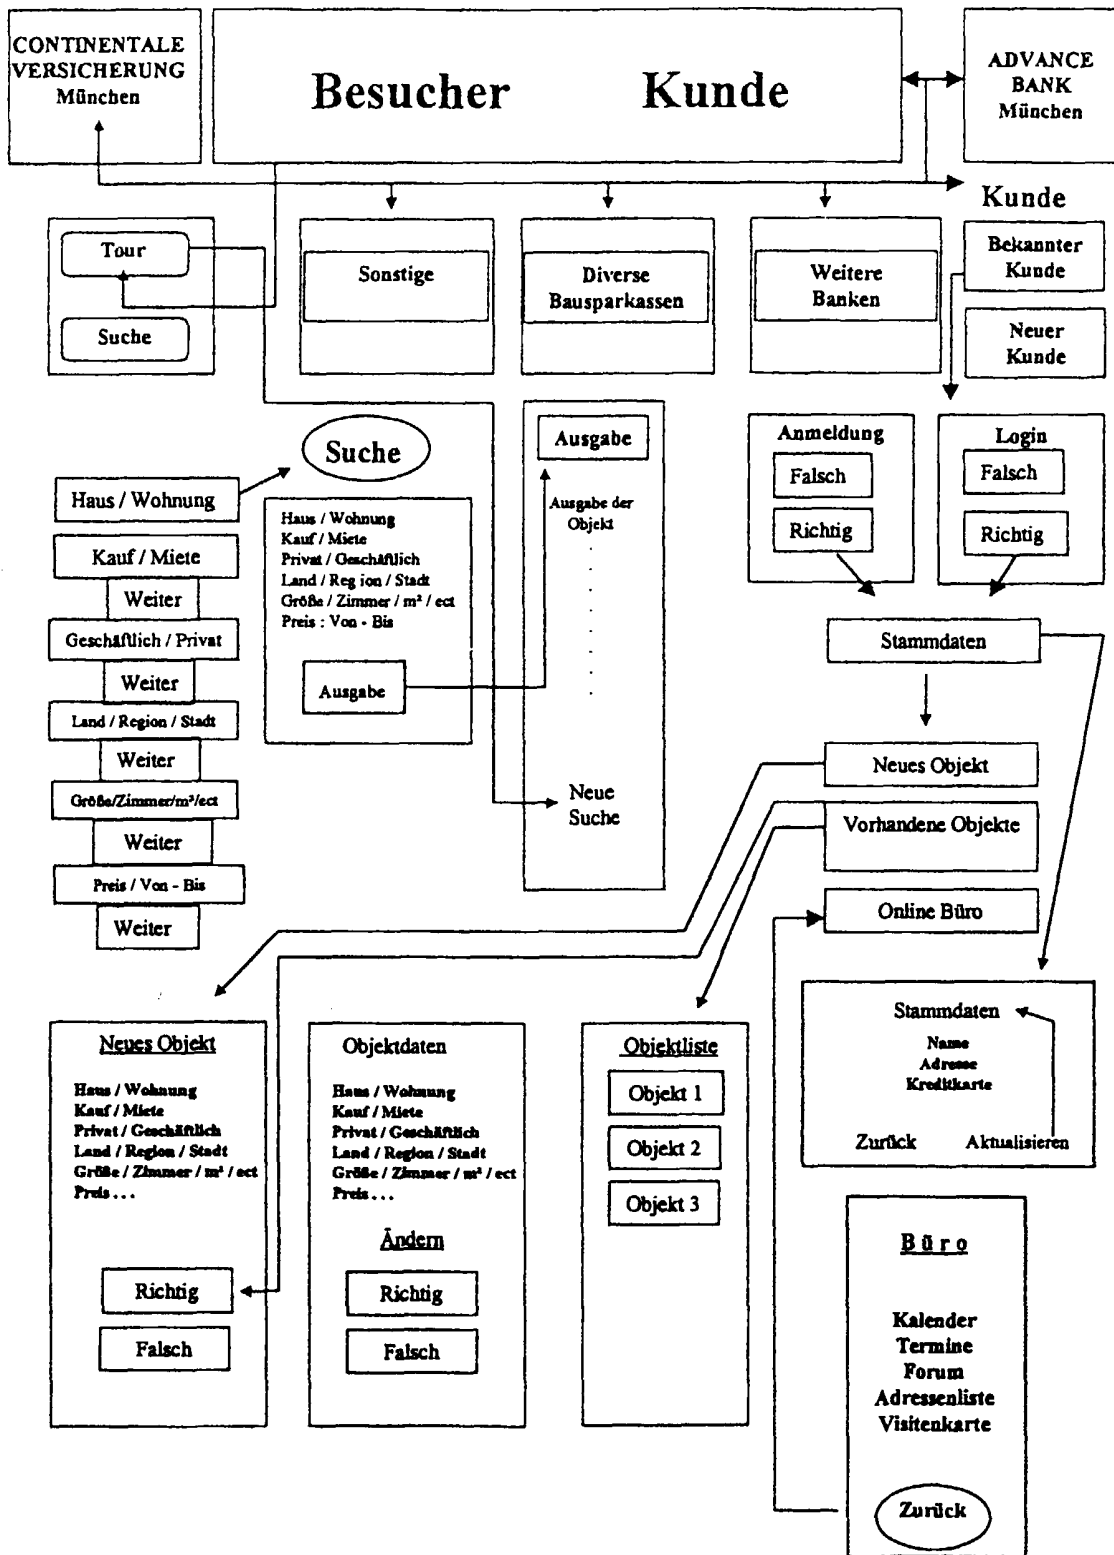 CONTINENTALE
VERSICHERUNG
München
Besucher Kunde
ADVANCE
BANK
München
Kunde
Tour
Suche
Sonstige
Diverse
Bausparkassen
Weitere
Banken
Bekannter
Kunde
Neuer
Kunde
Suche
Haus / Wohnung
Kauf / Miete
Weiter
Geschäftlich / Privat
Weiter
Land / Region / Stadt
Weiter
Größe/Zimmer/m²/ect
Weiter
Preis / Von - Bis
Weiter
Haus / Wohnung
Kauf / Miete
Privat / Geschäftlich
Land / Reg ion / Stadt
Größe / Zimmer / m² / ect
Preis : Von - Bis
Ausgabe
Ausgabe
Ausgabe der
Objekt
Neue
Suche
Anmeldung
Falsch
Richtig
Login
Falsch
Richtig
Stammdaten
Neues Objekt
Vorhandene Objekte
Online Büro
Stammdaten
Name
Adresse
Kreditkarte
Zurück Aktualisieren
Neues Objekt
Haus / Wohnung
Kauf / Miete
Privat / Geschäftlich
Land / Region / Stadt
Größe / Zimmer / m² / ect
Preis . . .
Richtig
Falsch
Objektdaten
Haus / Wohnung
Kauf / Miete
Privat / Geschäftlich
Land / Region / Stadt
Größe / Zimmer / m² / ect
Preis . . .
Ändern
Richtig
Falsch
Objektliste
Objekt 1
Objekt 2
Objekt 3
Büro
Kalender
Termine
Forum
Adressenliste
Visitenkarte
Zurück